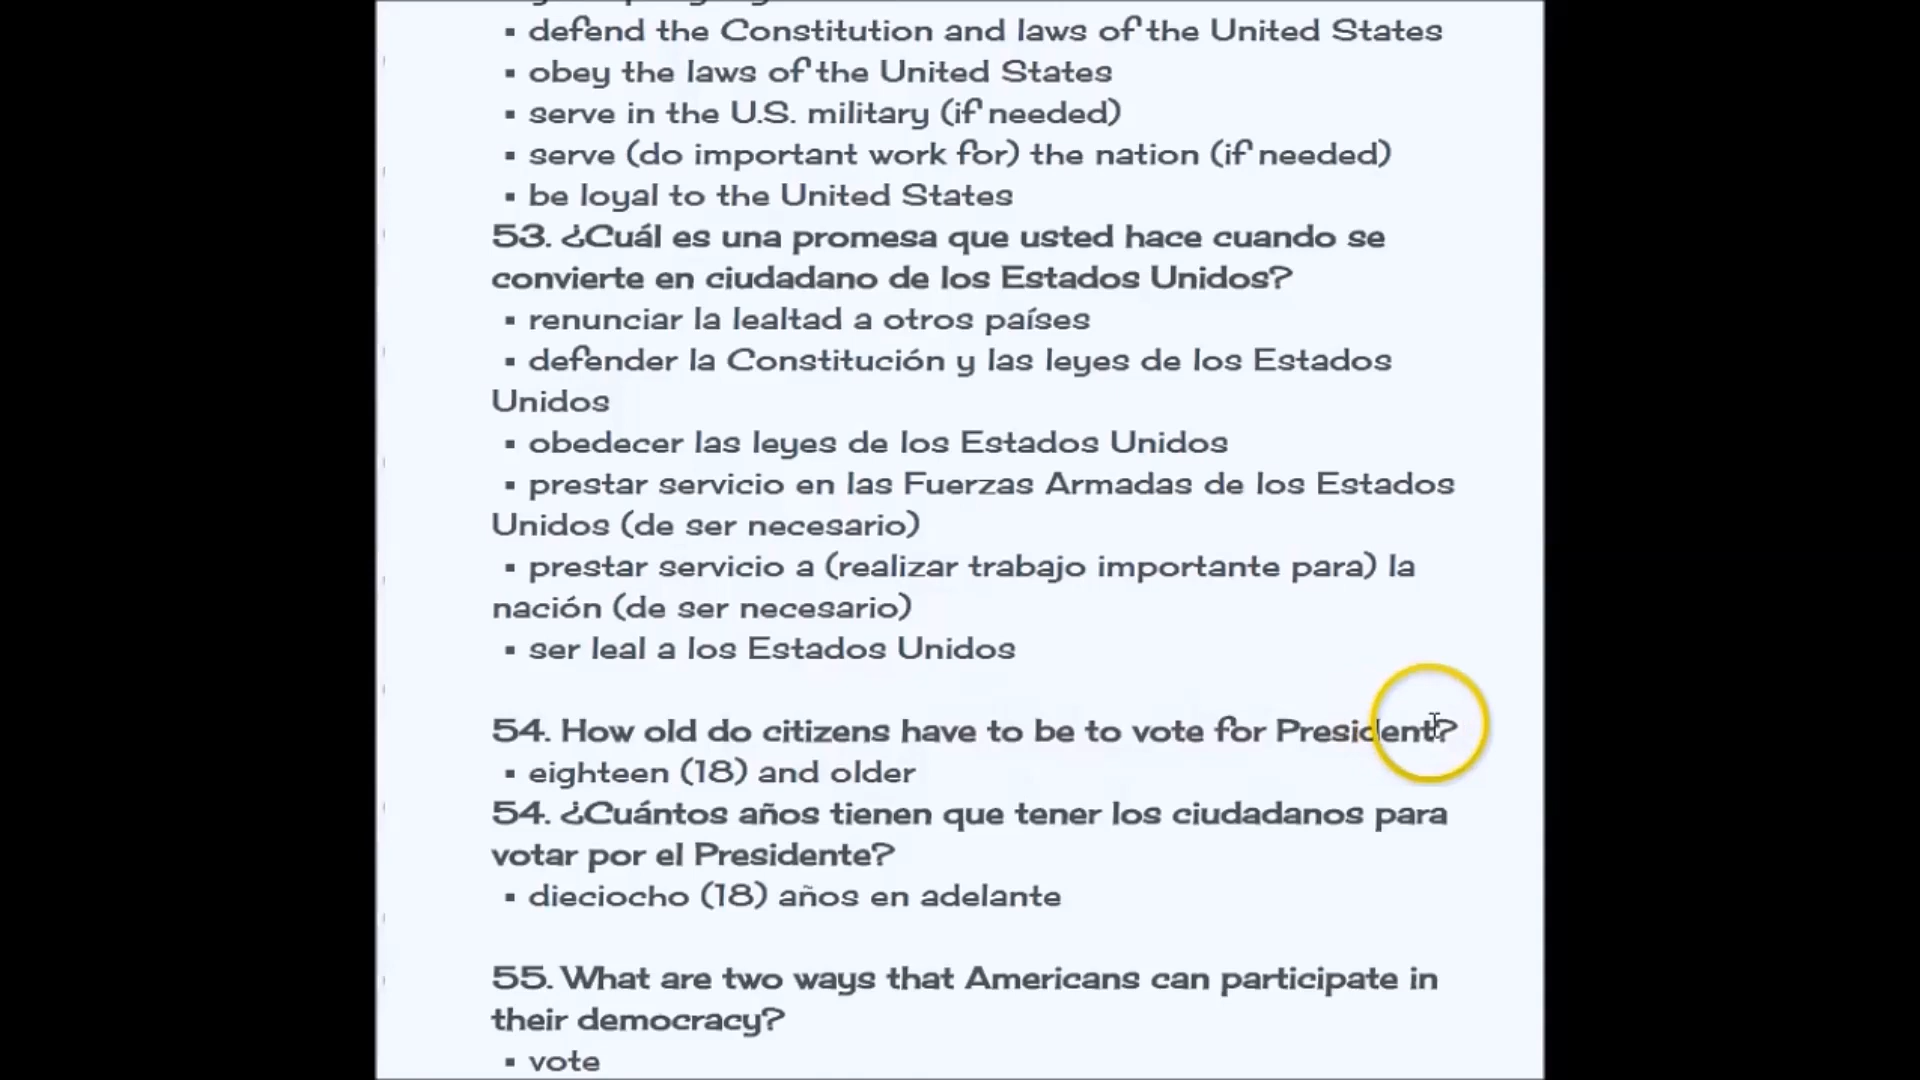 ▪ defend the Constitution and laws of the United States
▪ obey the laws of the United States
▪ serve in the U.S. military (if needed)
▪ serve (do important work for) the nation (if needed)
▪ be loyal to the United States
53. ¿Cuál es una promesa que usted hace cuando se
convierte en ciudadano de los Estados Unidos?
▪ renunciar la lealtad a otros países
▪ defender la Constitución y las leyes de los Estados
Unidos
▪ obedecer las leyes de los Estados Unidos
▪ prestar servicio en las Fuerzas Armadas de los Estados
Unidos (de ser necesario)
▪ prestar servicio a (realizar trabajo importante para) la
nación (de ser necesario)
▪ ser leal a los Estados Unidos
54. How old do citizens have to be to vote for President?
▪ eighteen (18) and older
54. ¿Cuántos años tienen que tener los ciudadanos para
votar por el Presidente?
▪ dieciocho (18) años en adelante
55. What are two ways that Americans can participate in
their democracy?
▪ vote